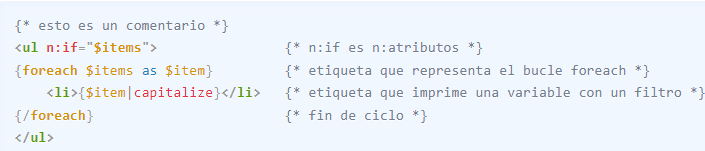 {* esto es un comentario *}
<ul n:if="$items"> {* n:if es n:atributos *}
{foreach $items as $item} {* etiqueta que representa el bucle foreach *}
    <li>{$item|capitalize}</li> {* etiqueta que imprime una variable con un filtro *}
{/foreach} {* fin de ciclo *}
</ul>